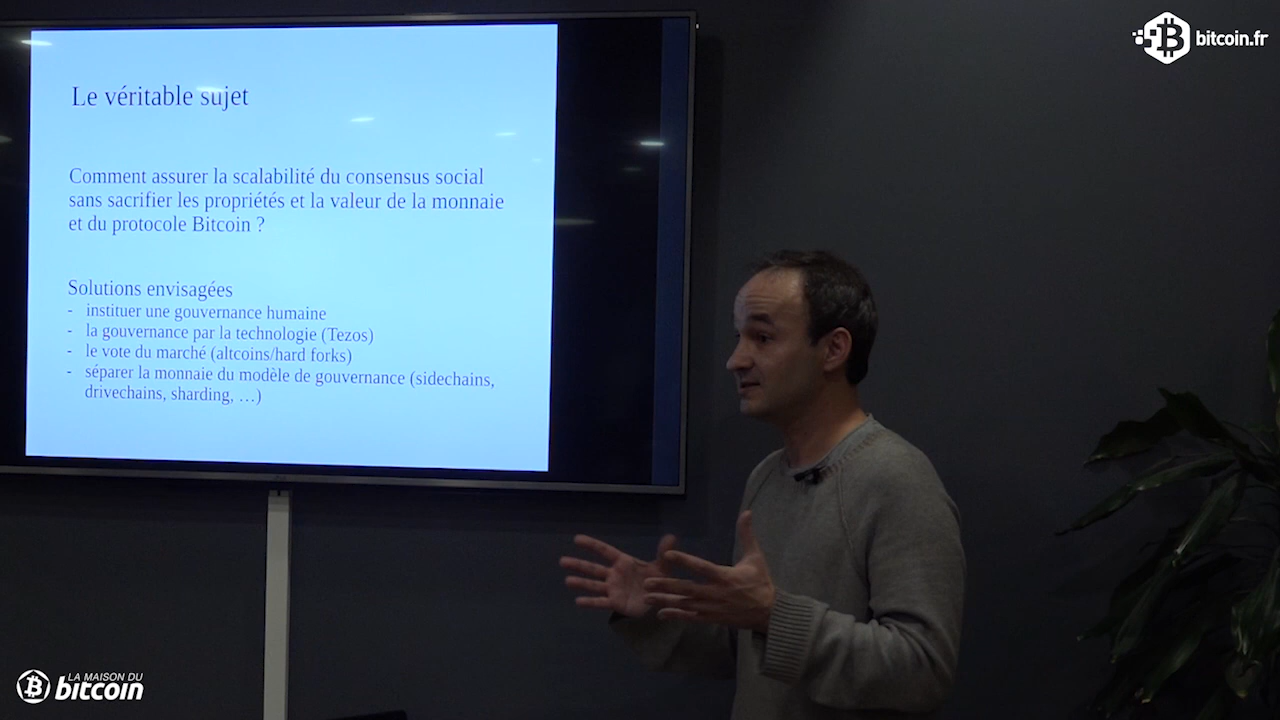 Le véritable sujet
Comment assurer la scalabilité du consensus social
sans sacrifier les propriétés et la valeur de la monnaie
et du protocole Bitcoin ?
Solutions envisagées
- instituer une gouvernance humaine
- la gouvernance par la technologie (Tezos)
- le vote du marché (altcoins/hard forks)
- séparer la monnaie du modèle de gouvernance (sidechains,
drivechains, sharding, …)
bitcoin.fr
LA MAISON DU
bitcoin